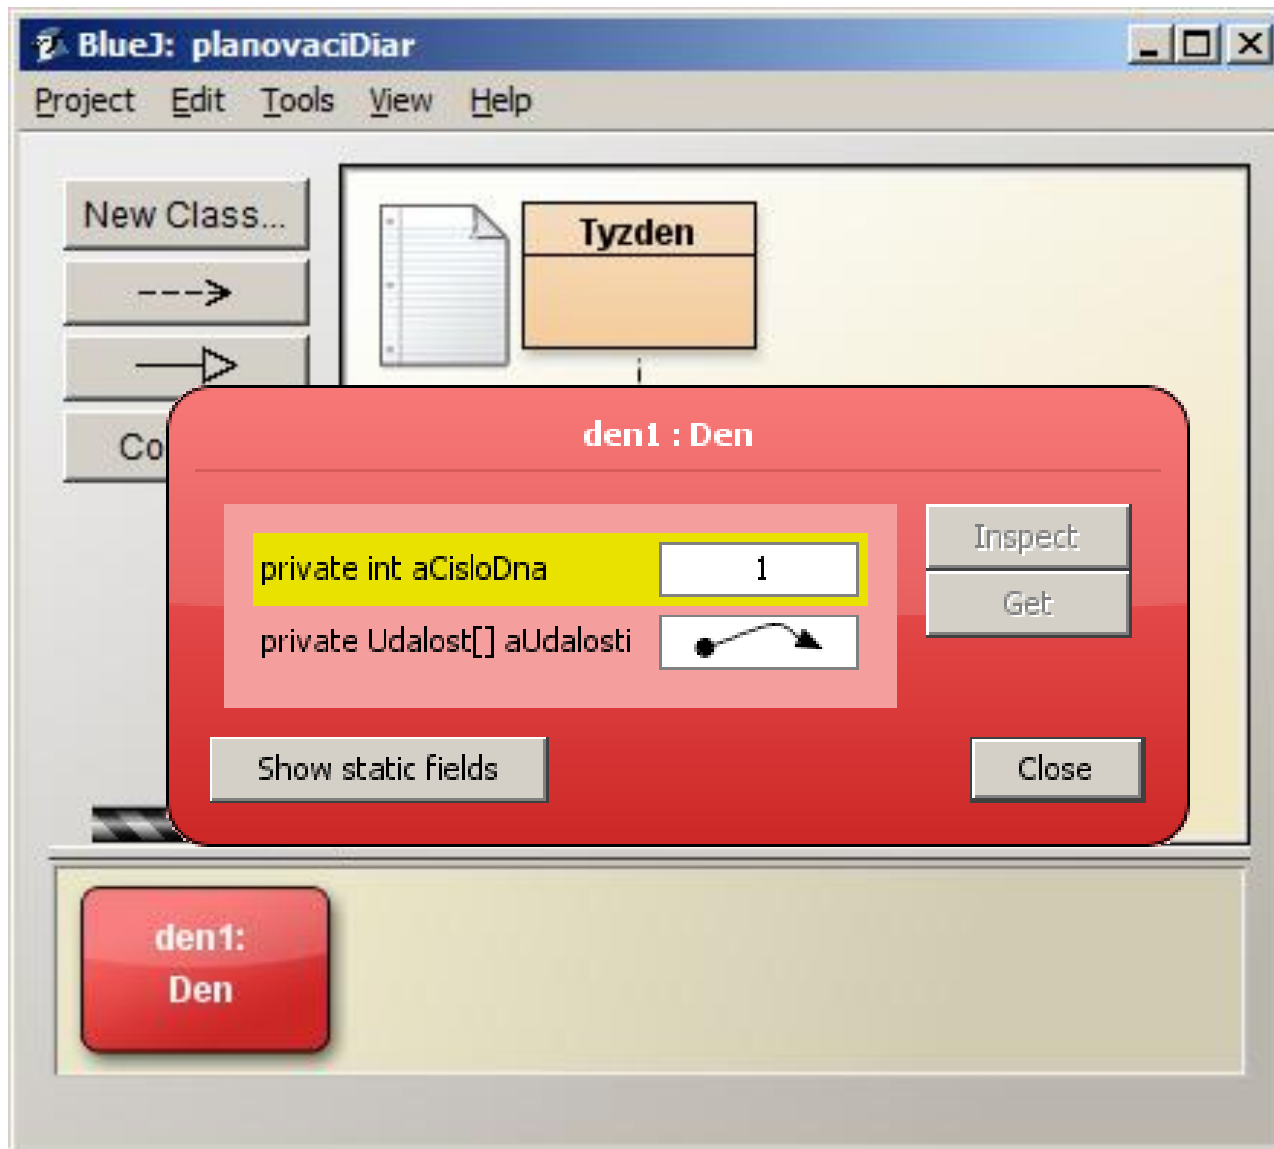 BlueJ: planovaciDiar
Project Edit Tools View Help
New Class...
Tyzden
Co
den1 : Den
private int aCisloDna 1
Inspect
Get
private Udalost[] aUdalosti
Show static fields
Close
den1:
Den